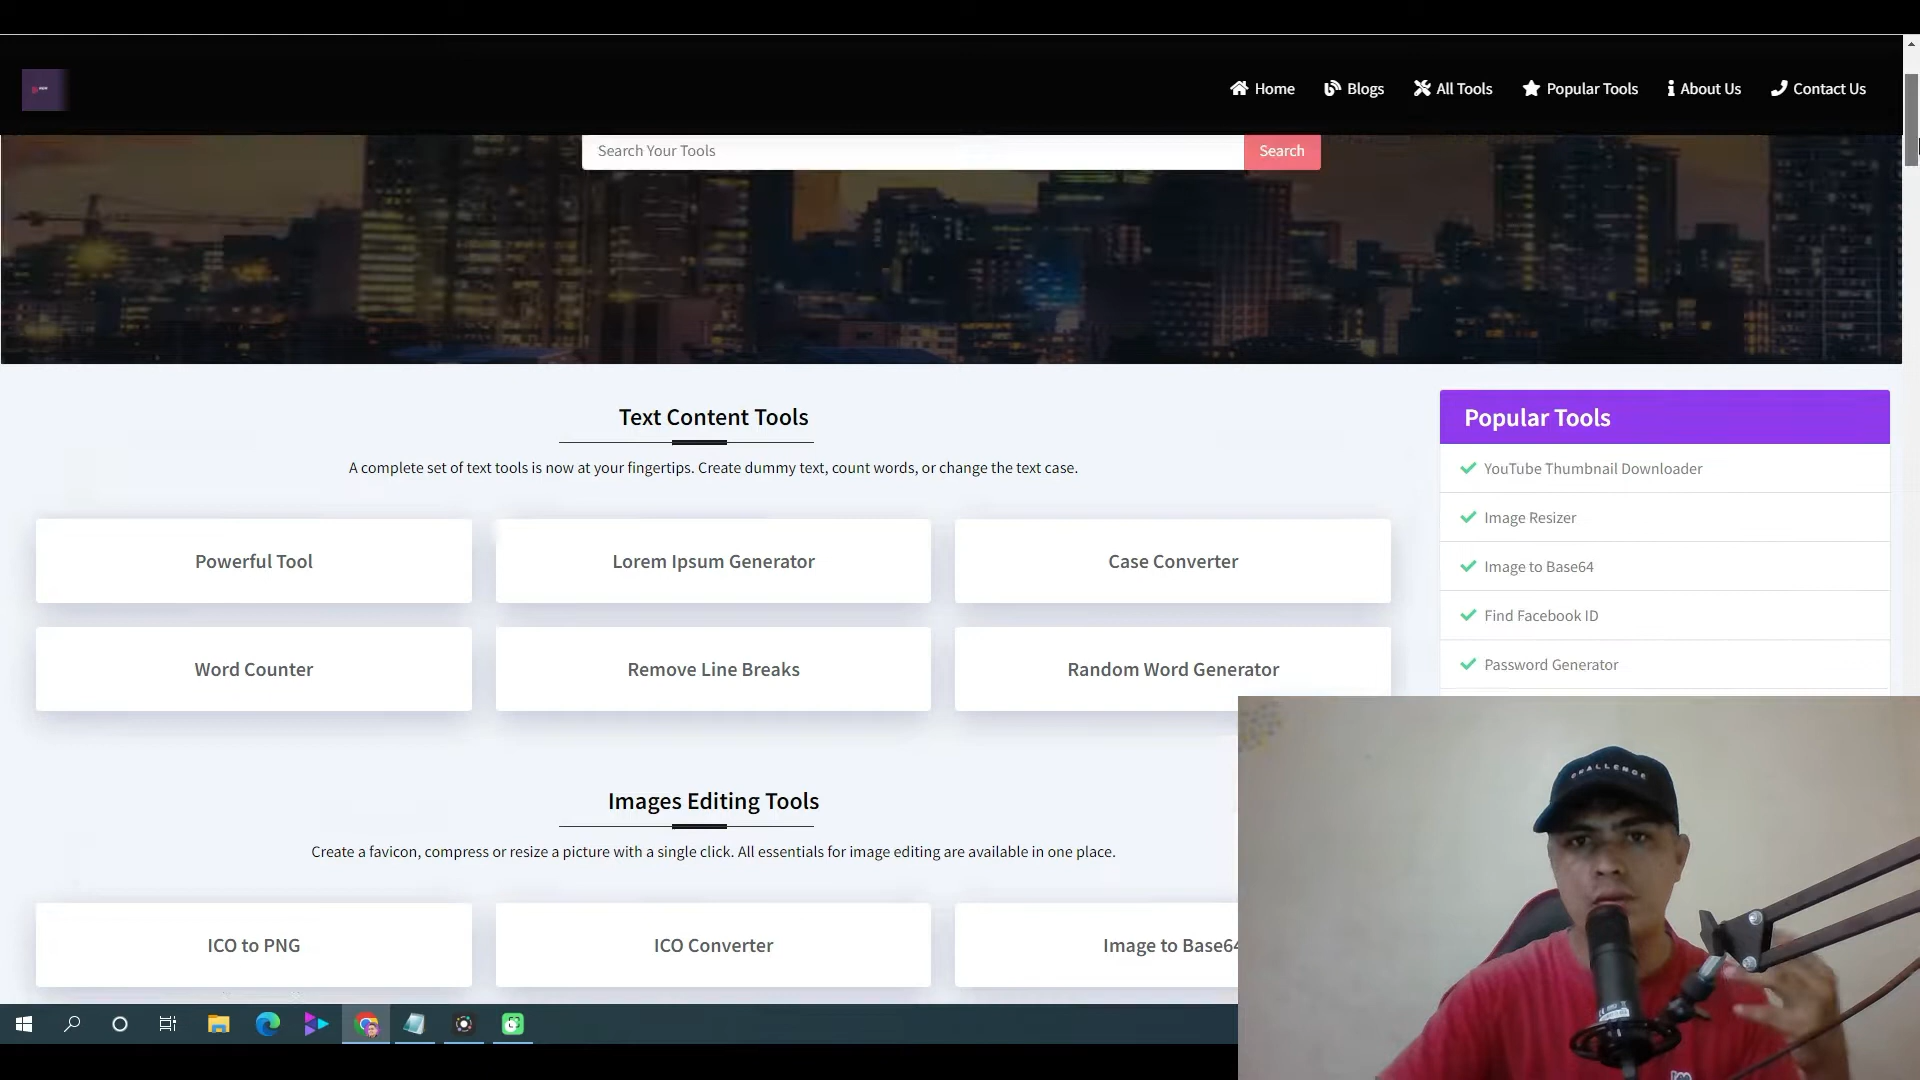 Home
Blogs
All Tools
Popular Tools
About Us
Contact Us
Search Your Tools
Search
Text Content Tools
A complete set of text tools is now at your fingertips. Create dummy text, count words, or change the text case.
Powerful Tool
Lorem Ipsum Generator
Case Converter
Word Counter
Remove Line Breaks
Random Word Generator
Popular Tools
YouTube Thumbnail Downloader
Image Resizer
Image to Base64
Find Facebook ID
Password Generator
Images Editing Tools
Create a favicon, compress or resize a picture with a single click. All essentials for image editing are available in one place.
ICO to PNG
ICO Converter
Image to Base64
CHALLENGE